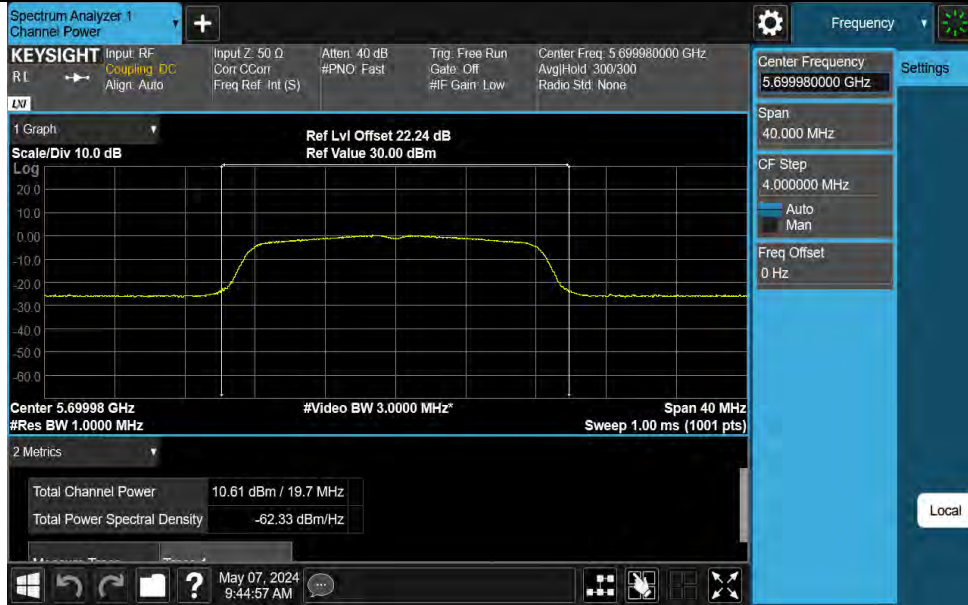 Spectrum Analyzer 1
Channel Power
+
Frequency
KEYSIGHT
Input: RF
Coupling: DC
Align: Auto
Input Z: 50 Ω
Corr CCorr
Freq Ref: Int (S)
Atten: 40 dB
#PNO: Fast
Trig: Free Run
Gate: Off
#IF Gain: Low
Center Freq: 5.699980000 GHz
Avg|Hold: 300/300
Radio Std: None
LXI
1 Graph
Scale/Div 10.0 dB
Ref Lvl Offset 22.24 dB
Ref Value 30.00 dBm
Log
20.0
10.0
0.00
-10.0
-20.0
-30.0
-40.0
-50.0
-60.0
Center 5.69998 GHz
#Video BW 3.0000 MHz*
Span 40 MHz
#Res BW 1.0000 MHz
Sweep 1.00 ms (1001 pts)
2 Metrics
Total Channel Power 10.61 dBm / 19.7 MHz
Total Power Spectral Density -62.33 dBm/Hz
May 07, 2024
9:44:57 AM
?
Center Frequency
5.699980000 GHz
Span
40.000 MHz
CF Step
4.000000 MHz
Auto
Man
Freq Offset
0 Hz
Settings
Local